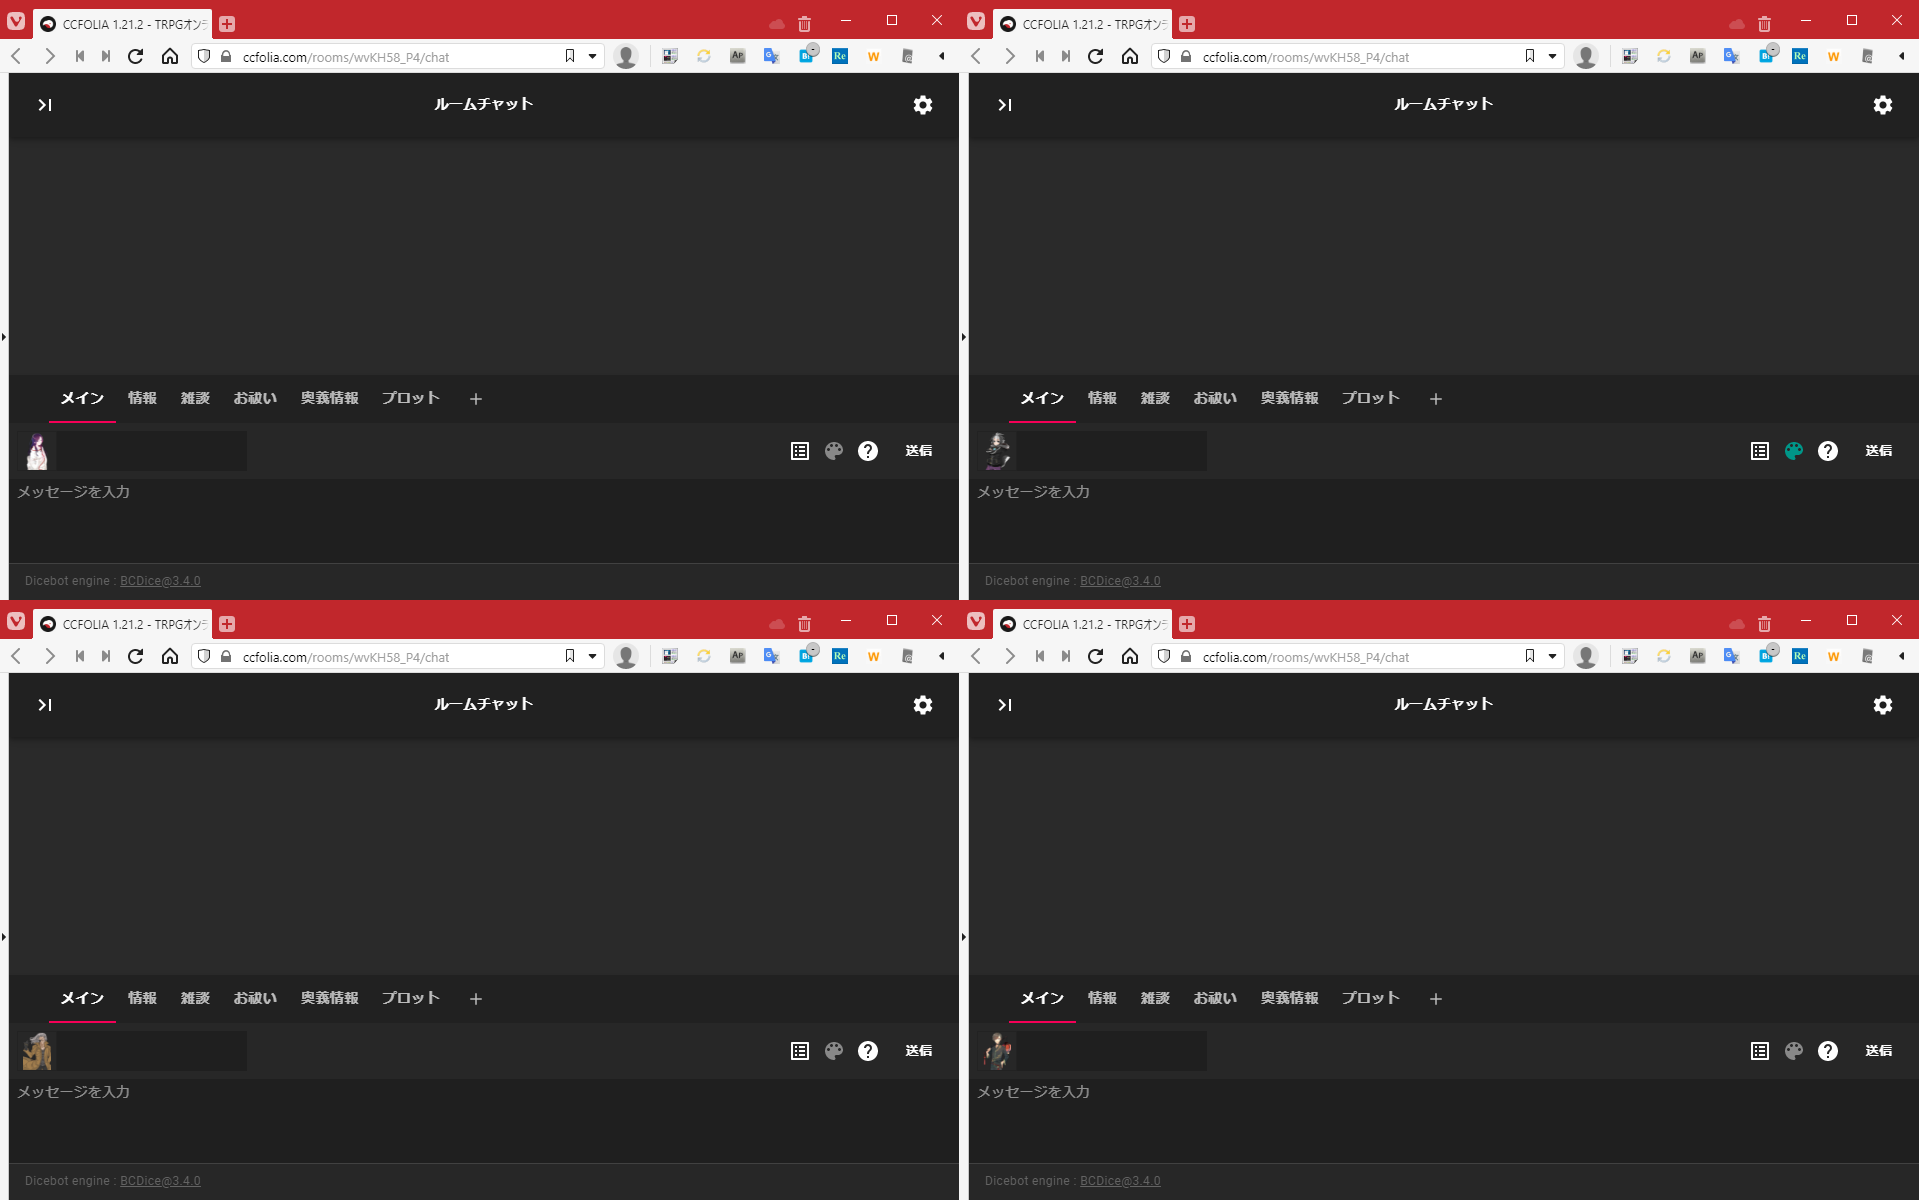 CCFOLIA 1.21.2 - TRPGオンラ
ccfolia.com/rooms/wvKH58_P4/chat
ルームチャット
メイン 情報 雑談 お祓い 奥義情報 プロット +
送信
メッセージを入力
Dicebot engine : BCDice@3.4.0
CCFOLIA 1.21.2 - TRPGオンラ
ccfolia.com/rooms/wvKH58_P4/chat
ルームチャット
メイン 情報 雑談 お祓い 奥義情報 プロット +
送信
メッセージを入力
Dicebot engine : BCDice@3.4.0
CCFOLIA 1.21.2 - TRPGオンラ
ccfolia.com/rooms/wvKH58_P4/chat
ルームチャット
メイン 情報 雑談 お祓い 奥義情報 プロット +
送信
メッセージを入力
Dicebot engine : BCDice@3.4.0
CCFOLIA 1.21.2 - TRPGオンラ
ccfolia.com/rooms/wvKH58_P4/chat
ルームチャット
メイン 情報 雑談 お祓い 奥義情報 プロット +
送信
メッセージを入力
Dicebot engine : BCDice@3.4.0